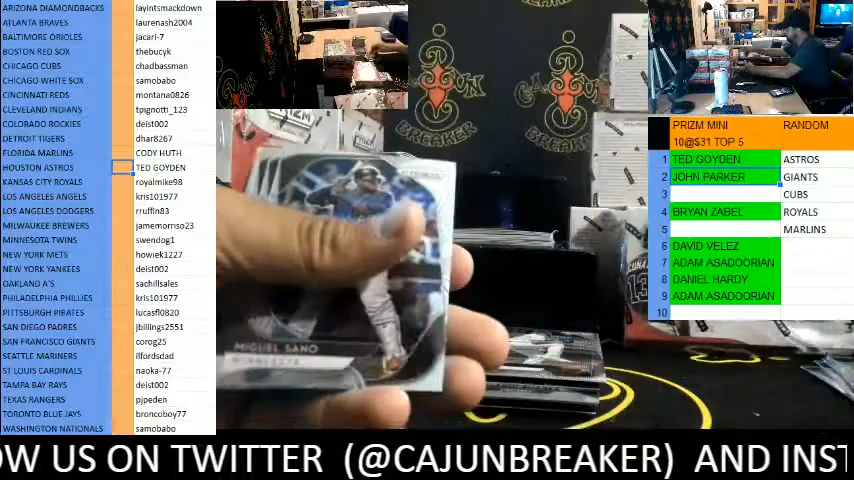 ARIZONA DIAMONDBACKS layintsmackdown
ATLANTA BRAVES laurenash2004
BALTIMORE ORIOLES jacari-7
BOSTON RED SOX thebucyk
CHICAGO CUBS chadbassman
CHICAGO WHITE SOX samobabo
CINCINNATI REDS montana0826
CLEVELAND INDIANS tpignotti_123
COLORADO ROCKIES deist002
DETROIT TIGERS dhar8267
FLORIDA MARLINS CODY HUTH
HOUSTON ASTROS TED GOYDEN
KANSAS CITY ROYALS royalmike98
LOS ANGELES ANGELS kris101977
LOS ANGELES DODGERS rruffin83
MILWAUKEE BREWERS jamemorriso23
MINNESOTA TWINS swendog1
NEW YORK METS howiek1227
NEW YORK YANKEES deist002
OAKLAND A'S sachillsales
PHILADELPHIA PHILLIES kris101977
PITTSBURGH PIRATES lucasfl0820
SAN DIEGO PADRES jbillings2551
SAN FRANCISCO GIANTS corog25
SEATTLE MARINERS ilfordsdad
ST LOUIS CARDINALS naoka-77
TAMPA BAY RAYS deist002
TEXAS RANGERS pjpeden
TORONTO BLUE JAYS broncoboy77
WASHINGTON NATIONALS samobabo
BREAKER
BREAKER
PRIZM
MIGUEL SANO
PRIZM MINI RANDOM
10@$31 TOP 5
1 TED GOYDEN ASTROS
2 JOHN PARKER GIANTS
3 CUBS
4 BRYAN ZABEL ROYALS
5 MARLINS
6 DAVID VELEZ
7 ADAM ASADOORIAN
8 DANIEL HARDY
9 ADAM ASADOORIAN
10
OW US ON TWITTER (@CAJUNBREAKER) AND INST